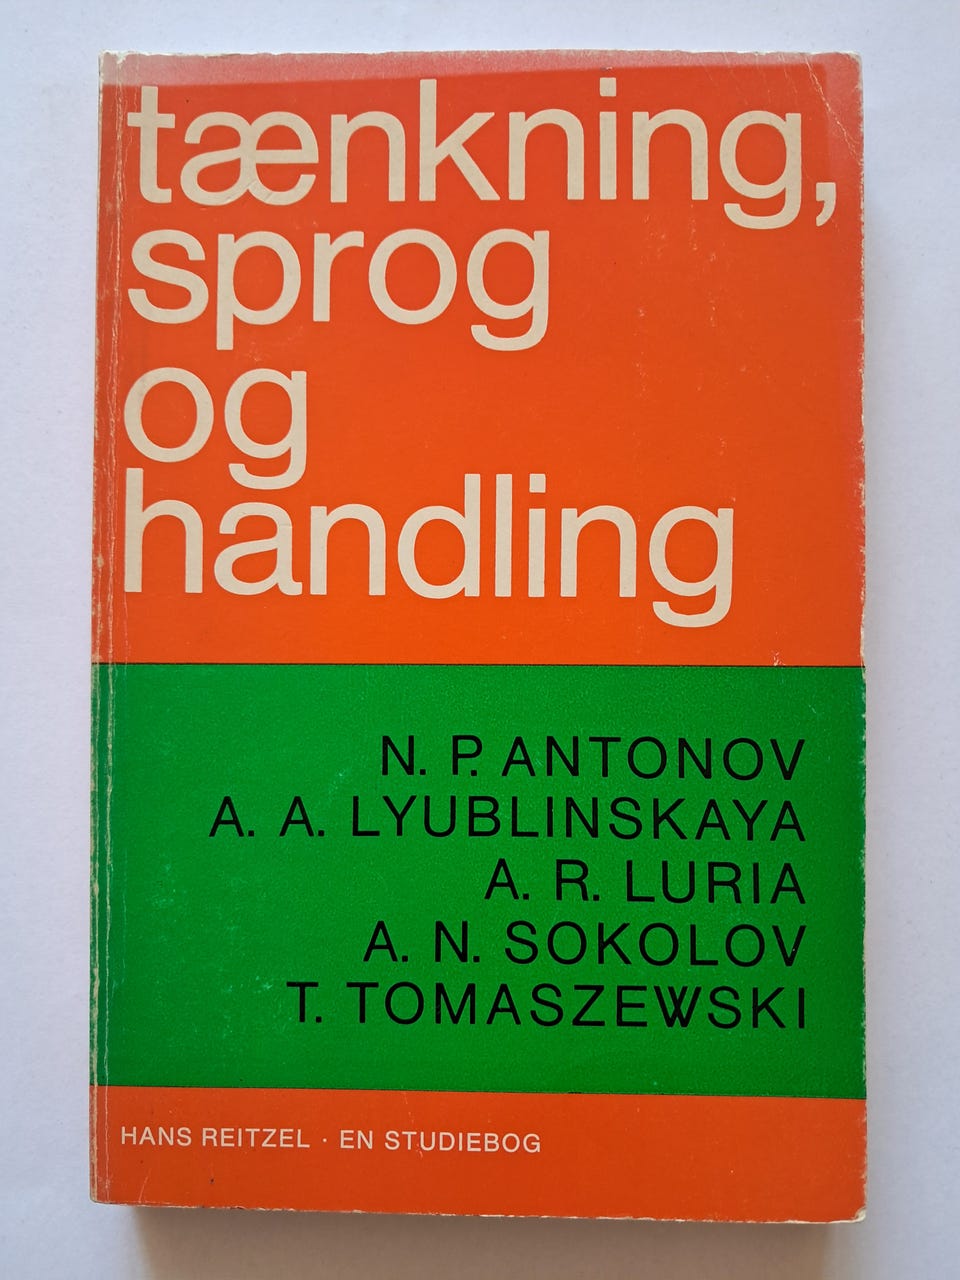 tænkning,
sprog
og
handling
N. P. ANTONOV
A. A. LYUBLINSKAYA
A. R. LURIA
A. N. SOKOLOV
T. TOMASZEWSKI
HANS REITZEL · EN STUDIEBOG